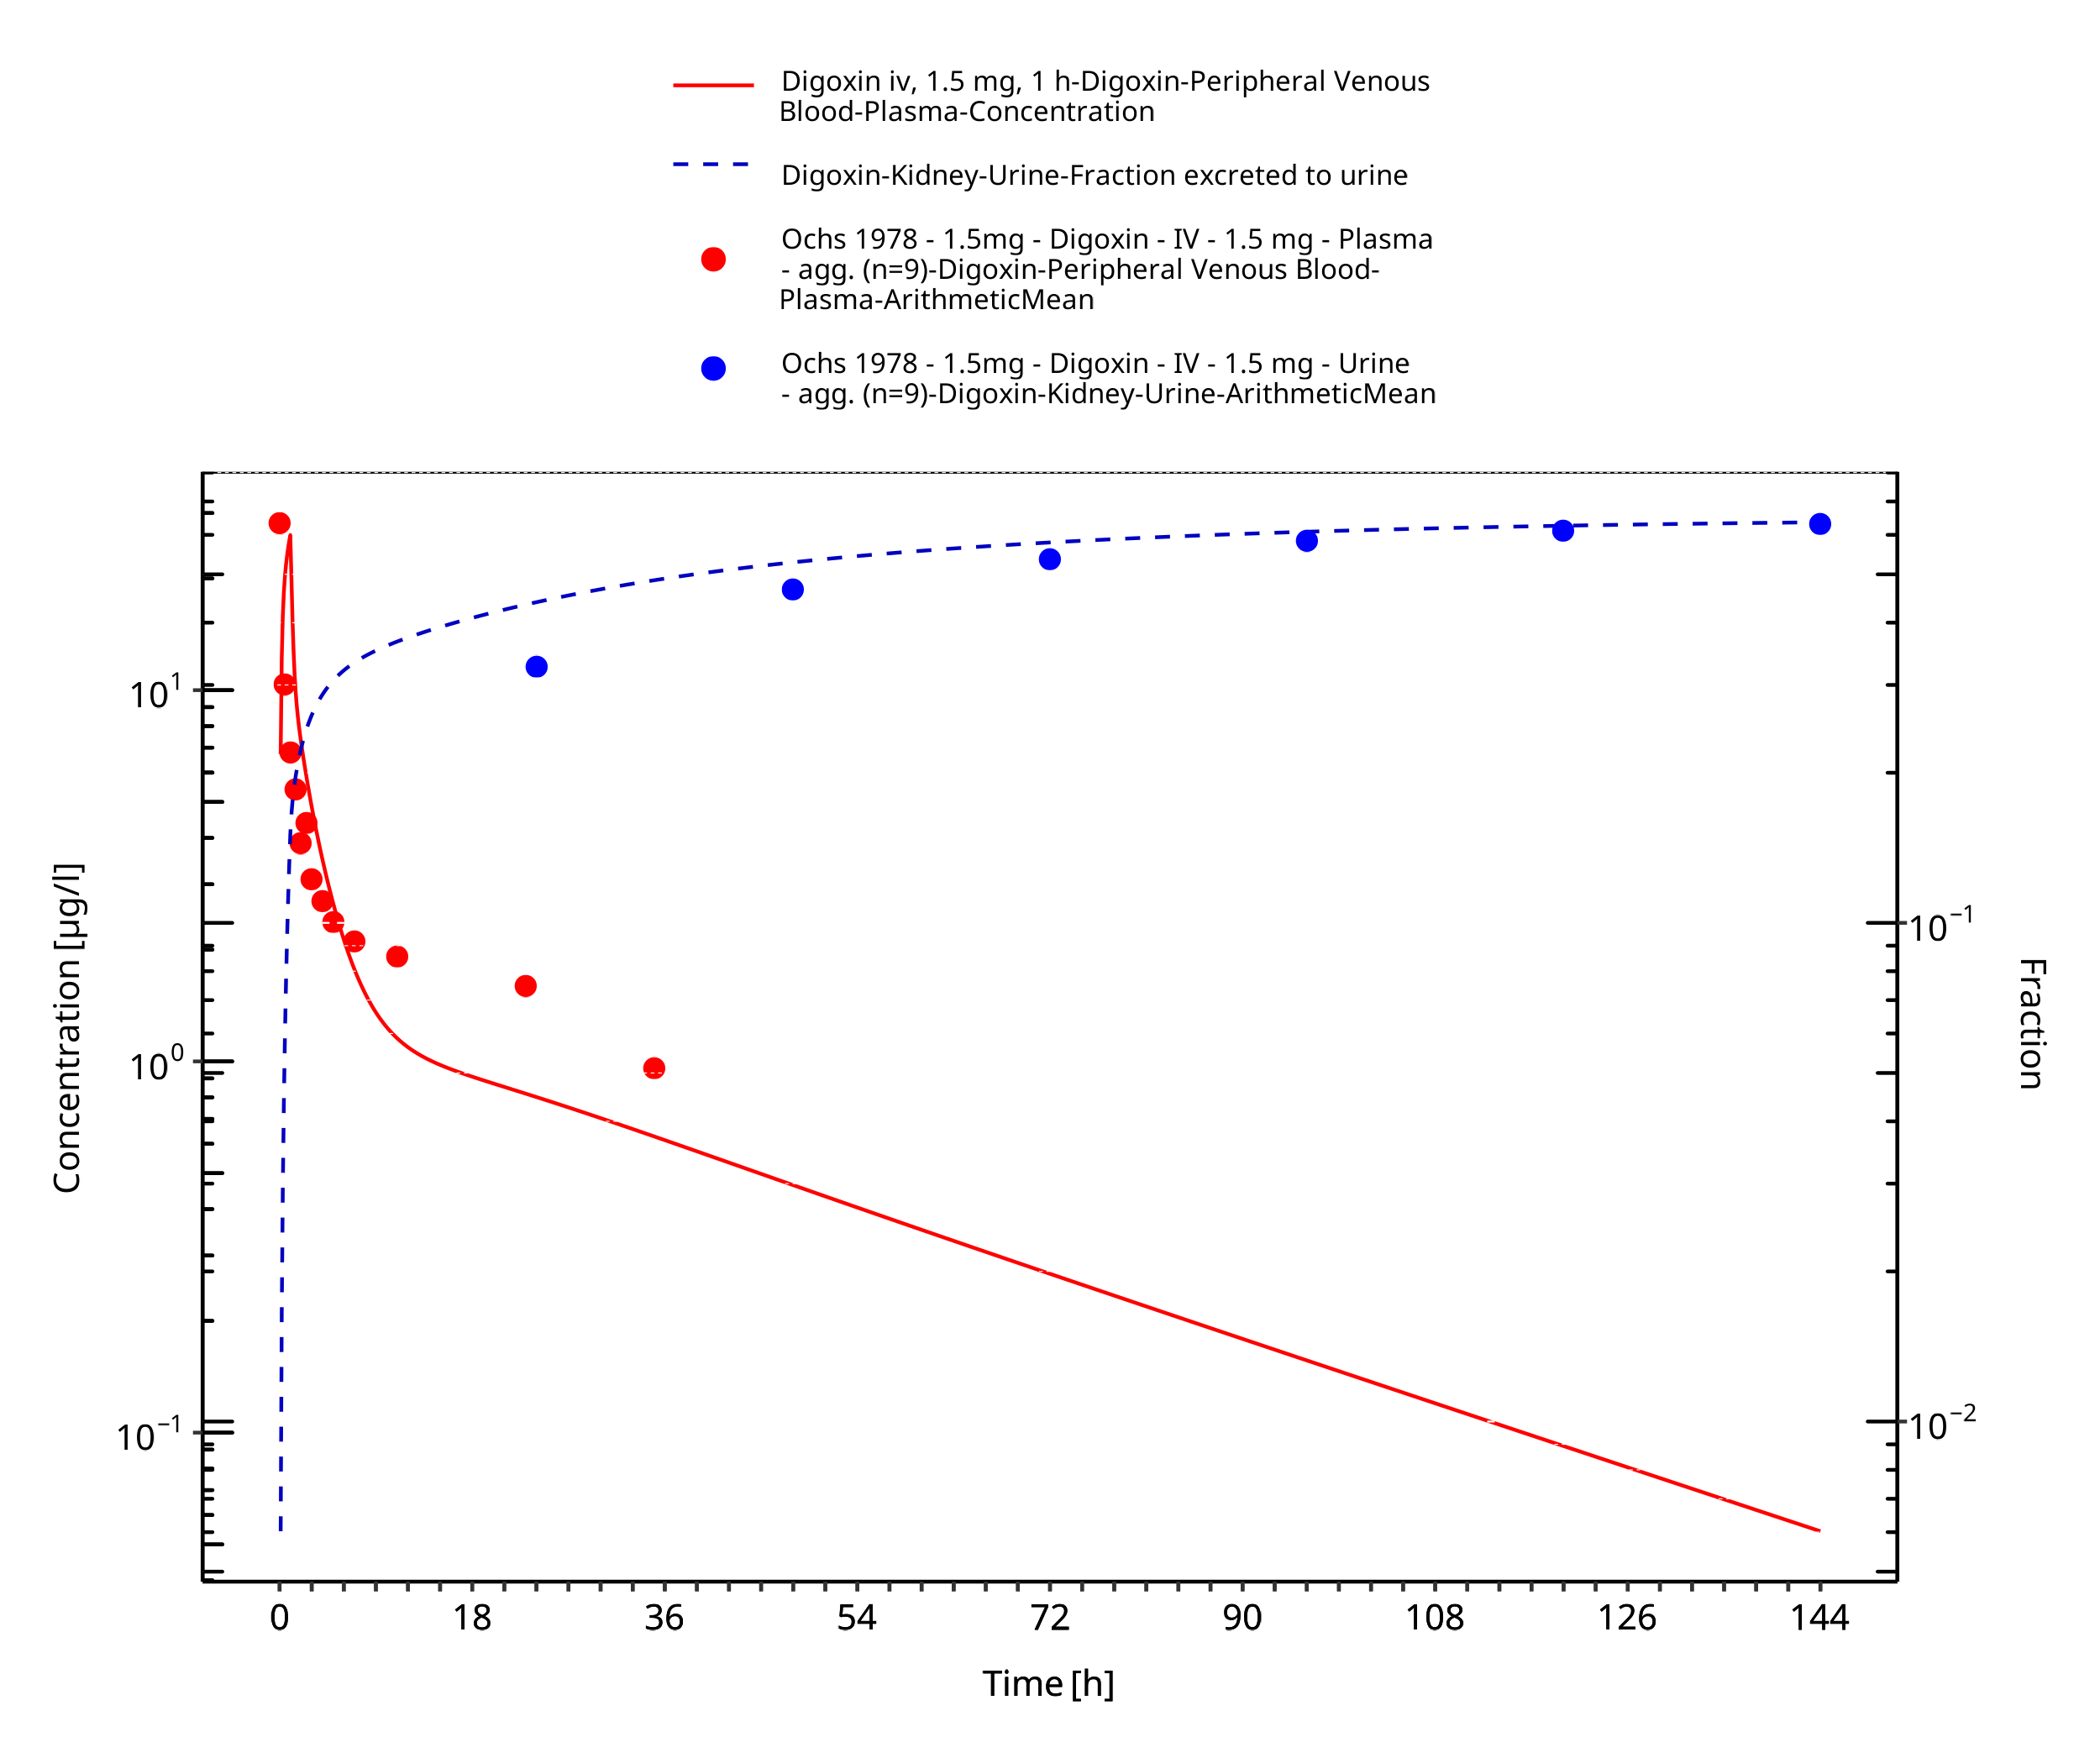 Digoxin iv, 1.5 mg, 1 h-Digoxin-Peripheral Venous
Blood-Plasma-Concentration
Digoxin-Kidney-Urine-Fraction excreted to urine
Ochs 1978 - 1.5mg - Digoxin - IV - 1.5 mg - Plasma
- agg. (n=9)-Digoxin-Peripheral Venous Blood-
Plasma-ArithmeticMean
Ochs 1978 - 1.5mg - Digoxin - IV - 1.5 mg - Urine
- agg. (n=9)-Digoxin-Kidney-Urine-ArithmeticMean
Concentration [µg/l]
10¹
10⁰
10⁻¹
Fraction
10⁻¹
10⁻²
0 18 36 54 72 90 108 126 144
Time [h]